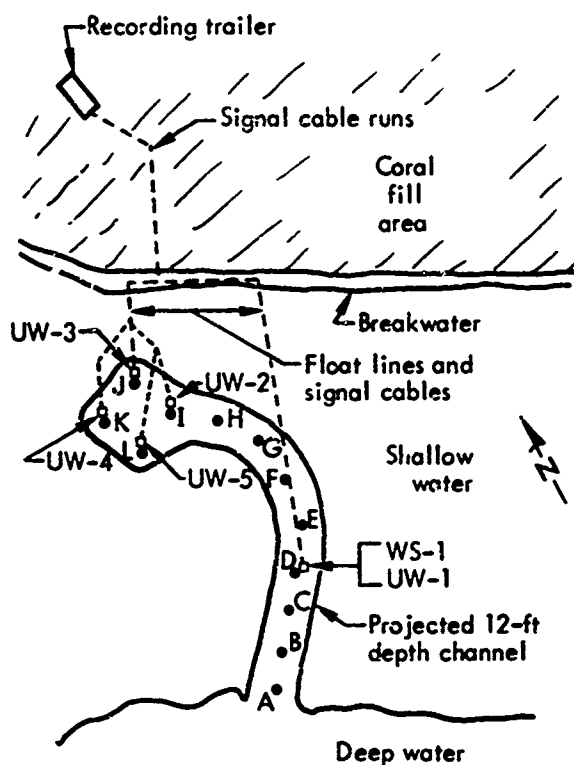 Recording trailer
Signal cable runs
Coral
fill
area
Breakwater
UW-3
Float lines and
signal cables
J
UW-2
K
I
H
G
UW-4
L
UW-5
F
Shallow
water
N
E
WS-1
D
UW-1
C
Projected 12-ft
depth channel
B
A
Deep water